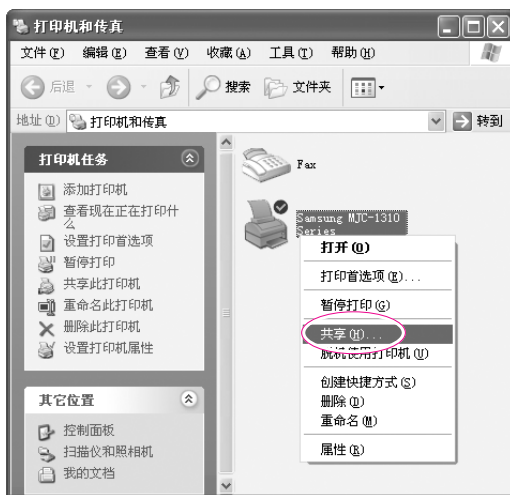 打印机和传真
文件(F) 编辑(E) 查看(V) 收藏(A) 工具(T) 帮助(H)
后退 搜索 文件夹
地址(D) 打印机和传真 转到
打印机任务
添加打印机
查看现在正在打印什
么
设置打印首选项
暂停打印
共享此打印机
重命名此打印机
删除此打印机
设置打印机属性
其它位置
控制面板
扫描仪和照相机
我的文档
Fax
Samsung MJC-1310
Series
打开(O)
打印首选项(E)...
暂停打印(G)
共享(H)...
脱机使用打印机(U)
创建快捷方式(S)
删除(D)
重命名(M)
属性(R)